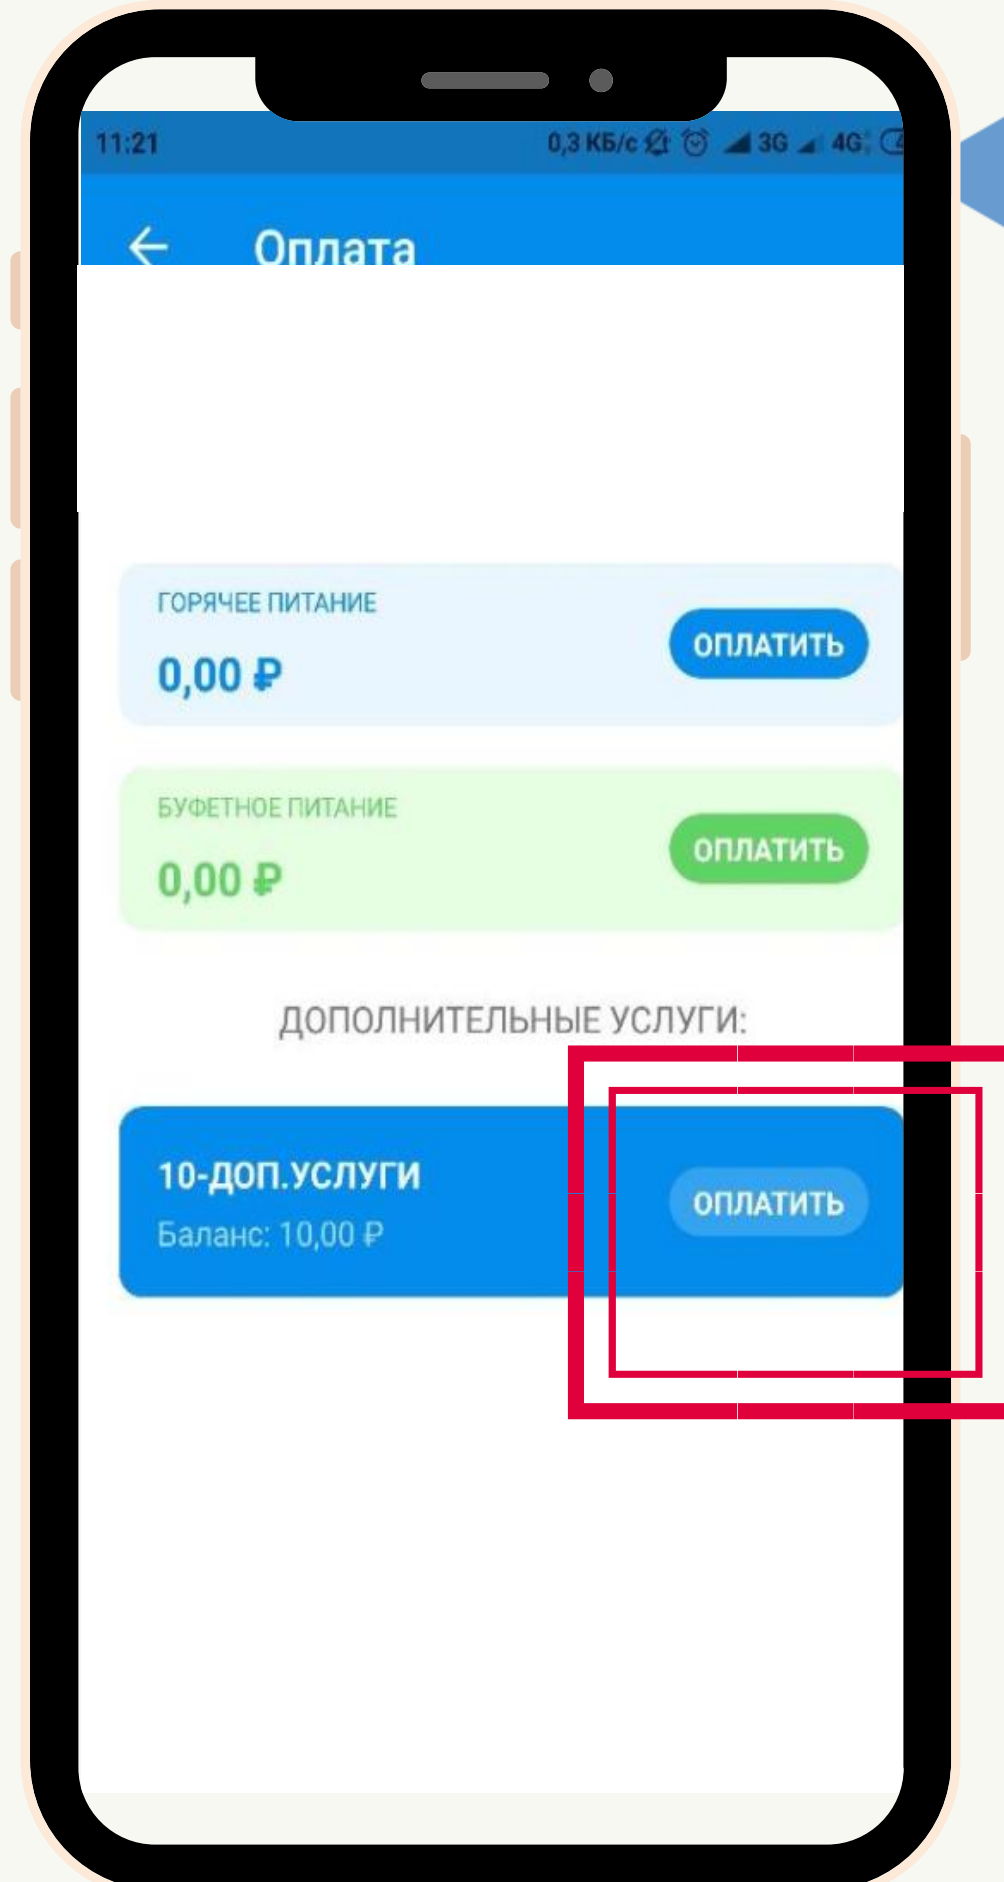 11:21 0,3 КБ/с 3G 4G
Оплата
ГОРЯЧЕЕ ПИТАНИЕ
0,00 ₽
ОПЛАТИТЬ
БУФЕТНОЕ ПИТАНИЕ
0,00 ₽
ОПЛАТИТЬ
ДОПОЛНИТЕЛЬНЫЕ УСЛУГИ:
10-ДОП.УСЛУГИ
Баланс: 10,00 ₽
ОПЛАТИТЬ